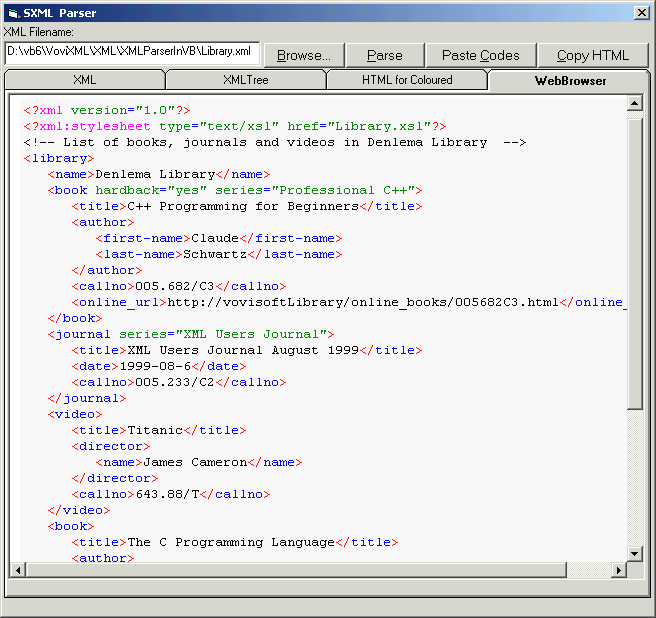 SXML Parser
XML Filename:
D:\vb6\VoviXML\XML\XMLParserInVB\Library.xml Browse... Parse Paste Codes Copy HTML
XML XMLTree HTML for Coloured WebBrowser
<?xml version="1.0"?>
<?xml:stylesheet type="text/xsl" href="Library.xsl"?>
<!-- List of books, journals and videos in Denlema Library  -->
<library>
   <name>Denlema Library</name>
   <book hardback="yes" series="Professional C++">
      <title>C++ Programming for Beginners</title>
      <author>
         <first-name>Claude</first-name>
         <last-name>Schwartz</last-name>
      </author>
      <callno>005.682/C3</callno>
      <online_url>http://vovisoftLibrary/online_books/005682C3.html</online_
   </book>
   <journal series="XML Users Journal">
      <title>XML Users Journal August 1999</title>
      <date>1999-08-6</date>
      <callno>005.233/C2</callno>
   </journal>
   <video>
      <title>Titanic</title>
      <director>
         <name>James Cameron</name>
      </director>
      <callno>643.88/T</callno>
   </video>
   <book>
      <title>The C Programming Language</title>
      <author>